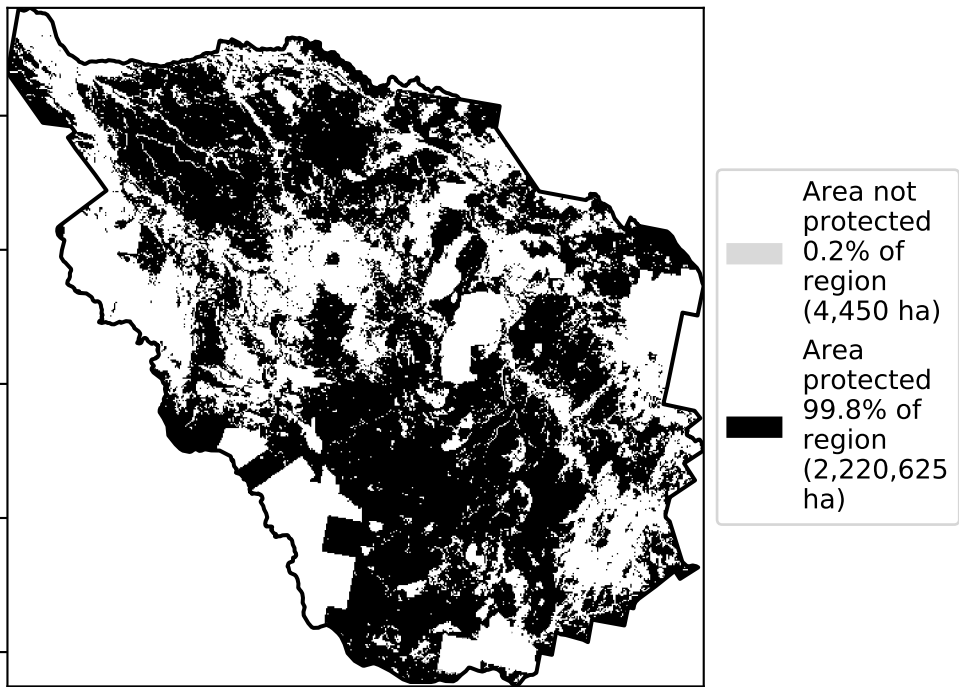 Area not
protected
0.2% of
region
(4,450 ha)
Area
protected
99.8% of
region
(2,220,625
ha)